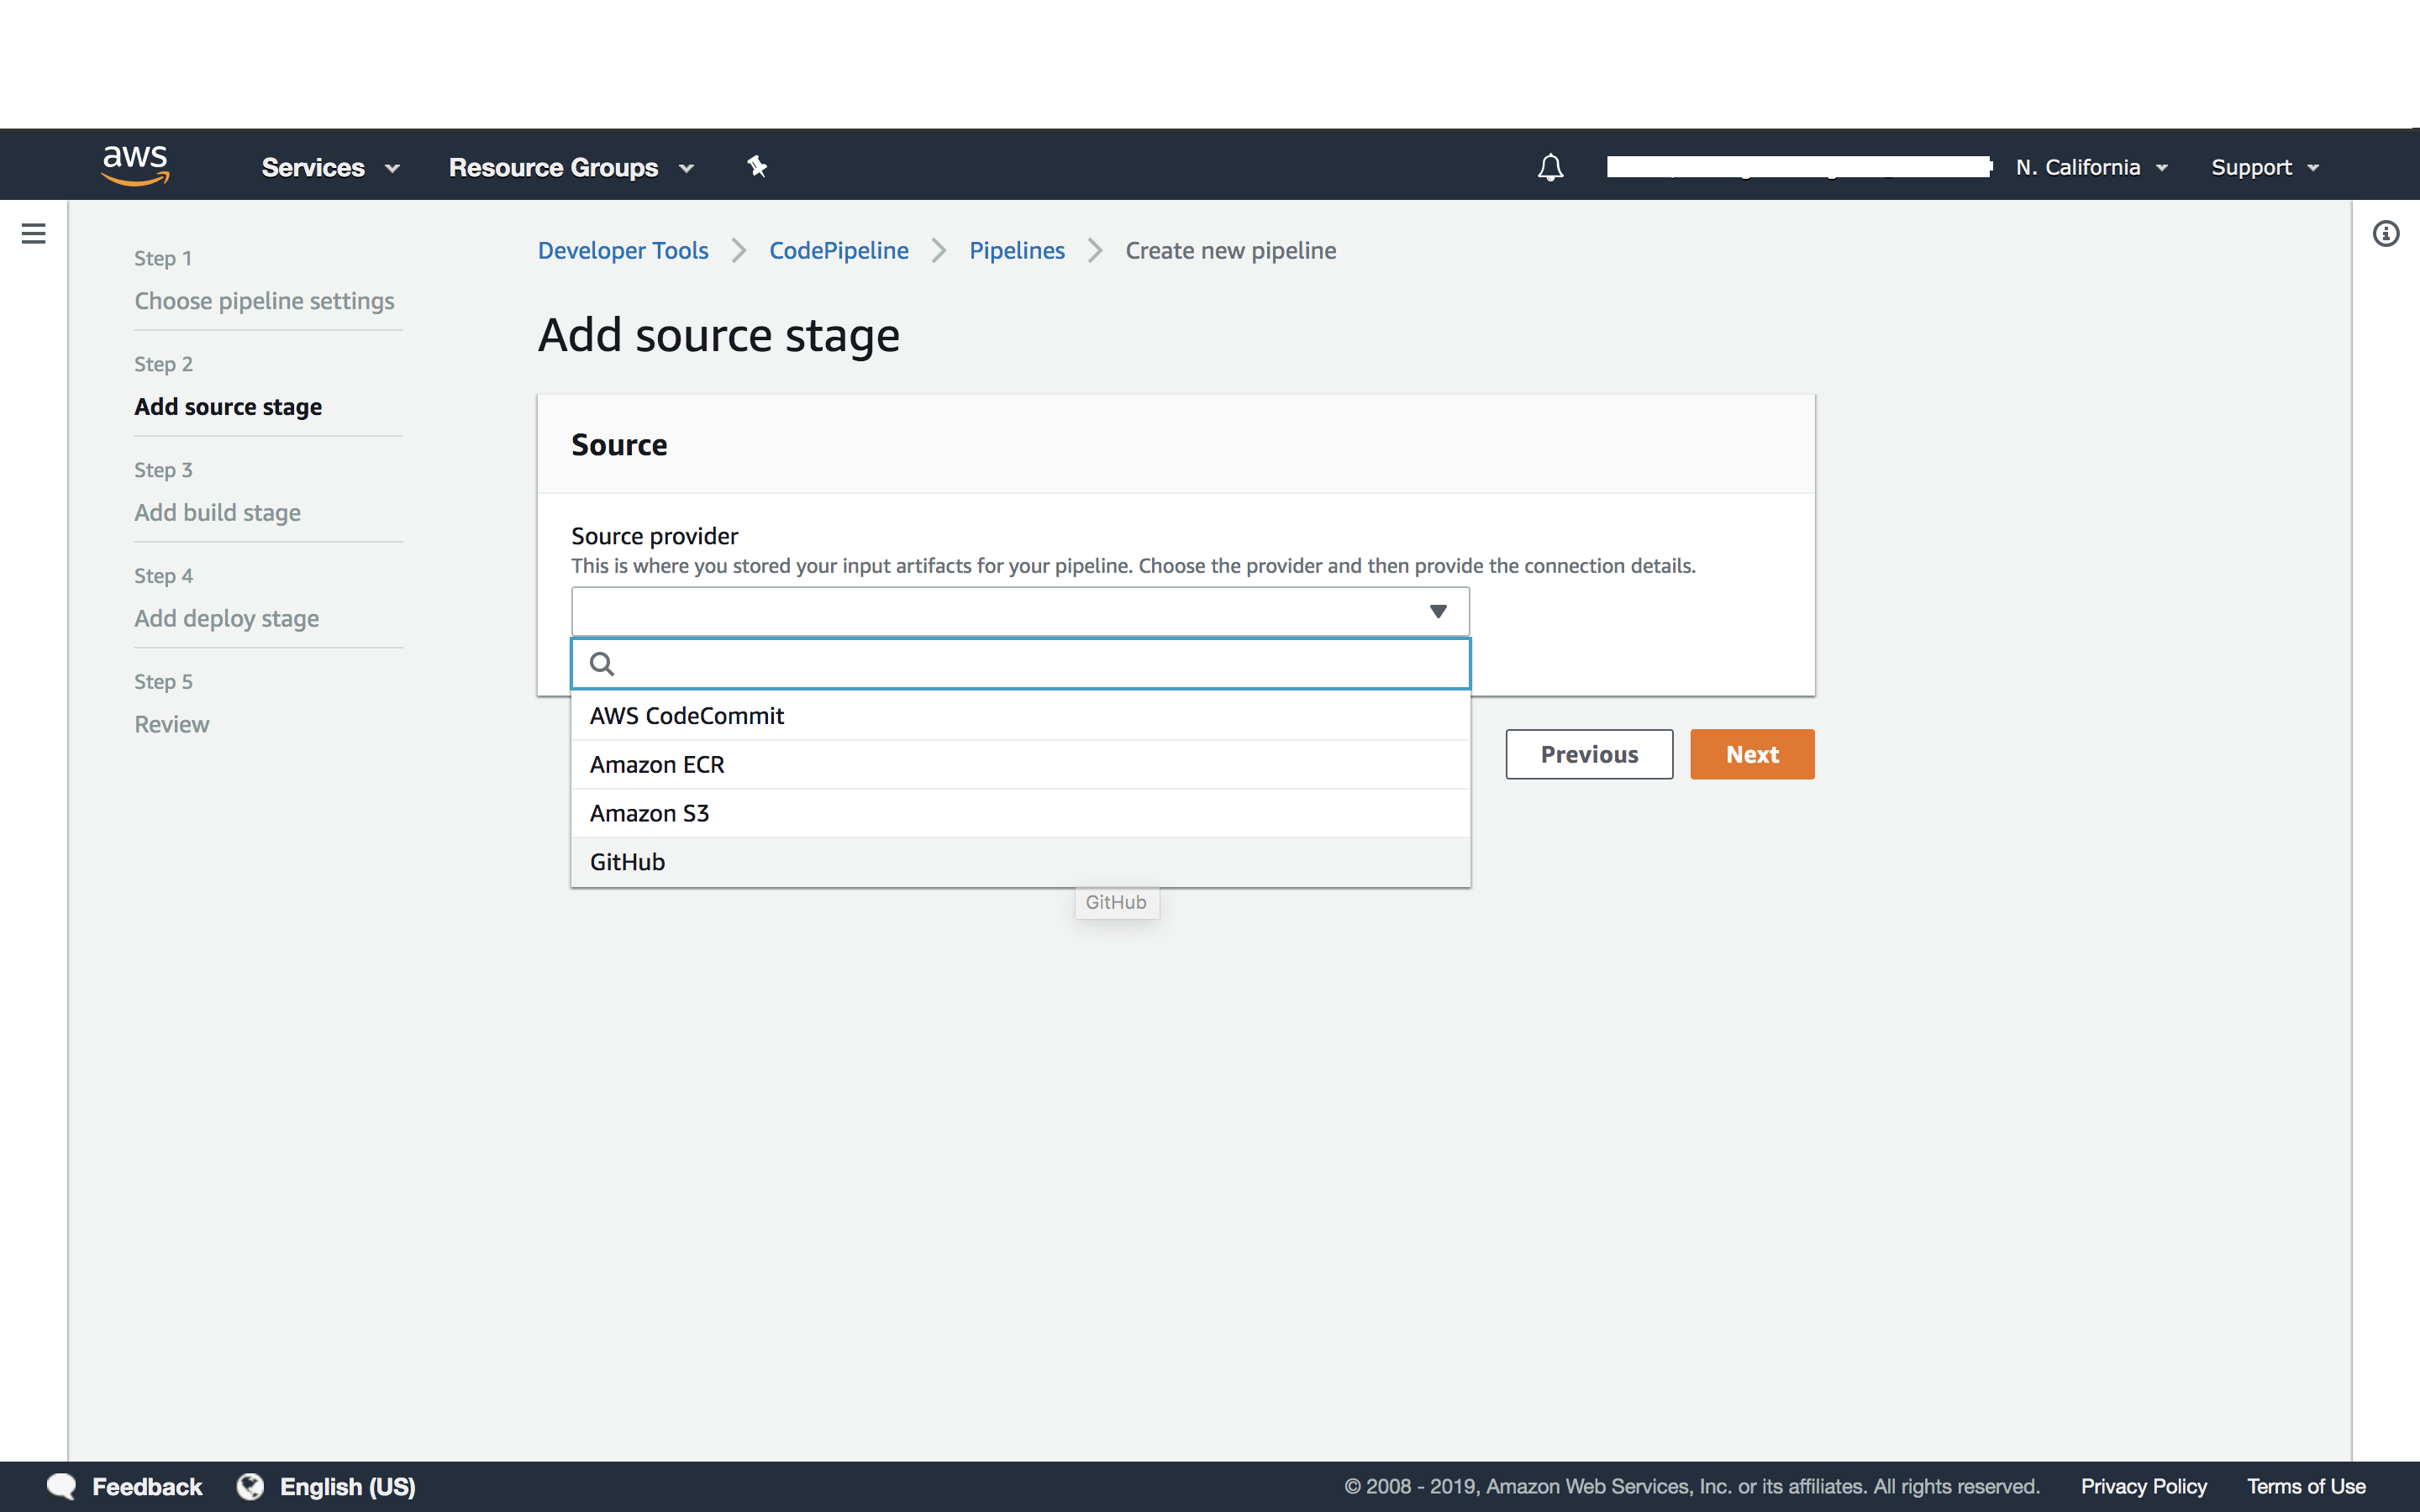 aws
Services
Resource Groups
N. California
Support
Step 1
Choose pipeline settings
Step 2
Add source stage
Step 3
Add build stage
Step 4
Add deploy stage
Step 5
Review
Developer Tools
CodePipeline
Pipelines
Create new pipeline
Add source stage
Source
Source provider
This is where you stored your input artifacts for your pipeline. Choose the provider and then provide the connection details.
AWS CodeCommit
Amazon ECR
Amazon S3
GitHub
GitHub
Previous
Next
Feedback
English (US)
© 2008 - 2019, Amazon Web Services, Inc. or its affiliates. All rights reserved.
Privacy Policy
Terms of Use